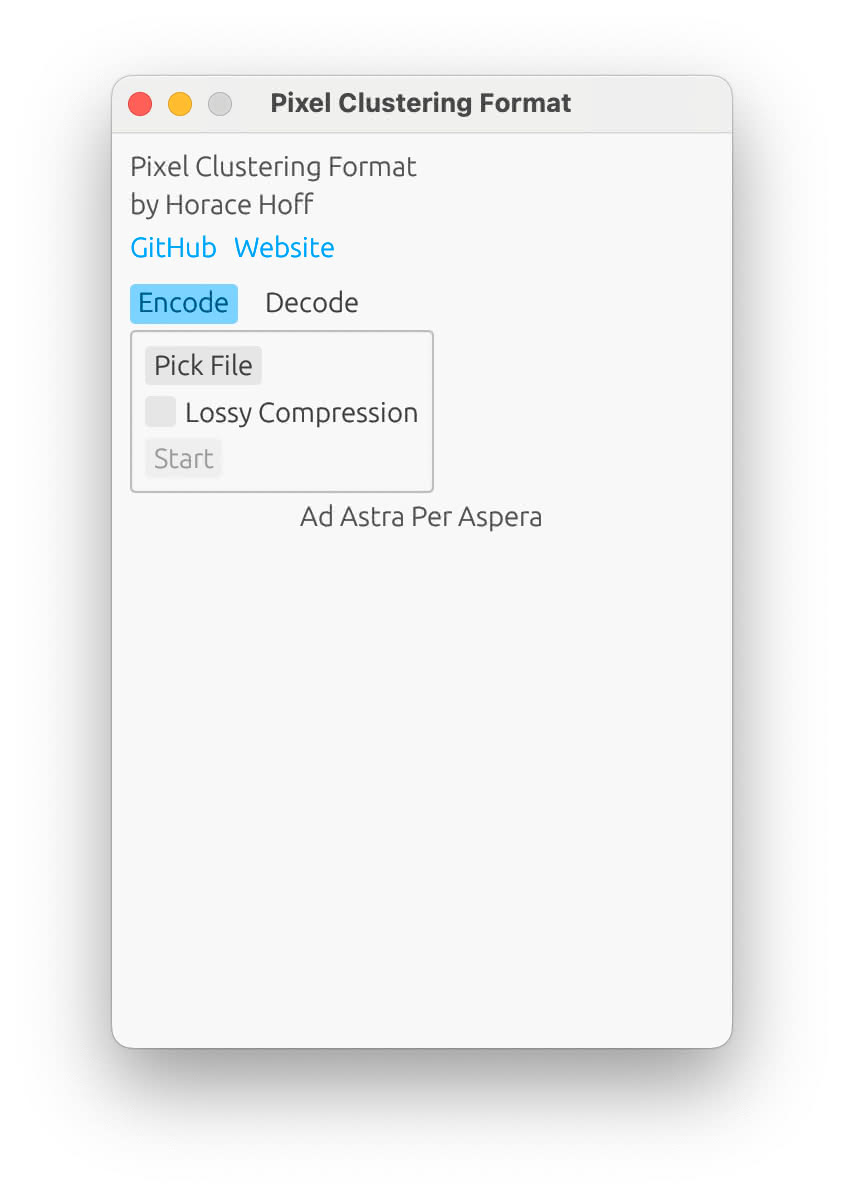 Pixel Clustering Format
Pixel Clustering Format
by Horace Hoff
GitHub Website
Encode Decode
Pick File
Lossy Compression
Start
Ad Astra Per Aspera